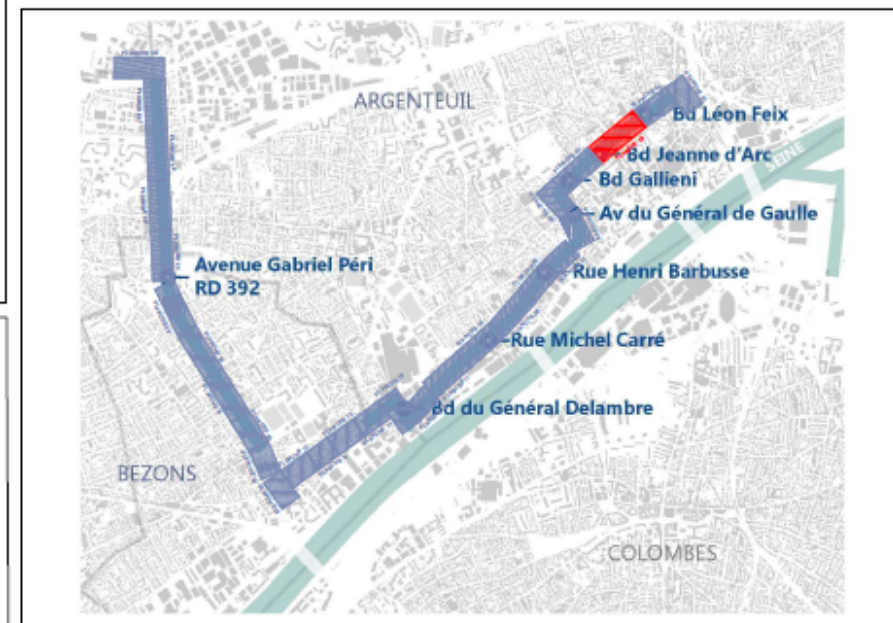 ARGENTEUIL
Bd Léon Feix
Bd Jeanne d'Arc
SEINE
Bd Gallieni
Av du Général de Gaulle
Avenue Gabriel Péri
RD 392
Rue Henri Barbusse
Rue Michel Carré
Bd du Général Delambre
BEZONS
COLOMBES